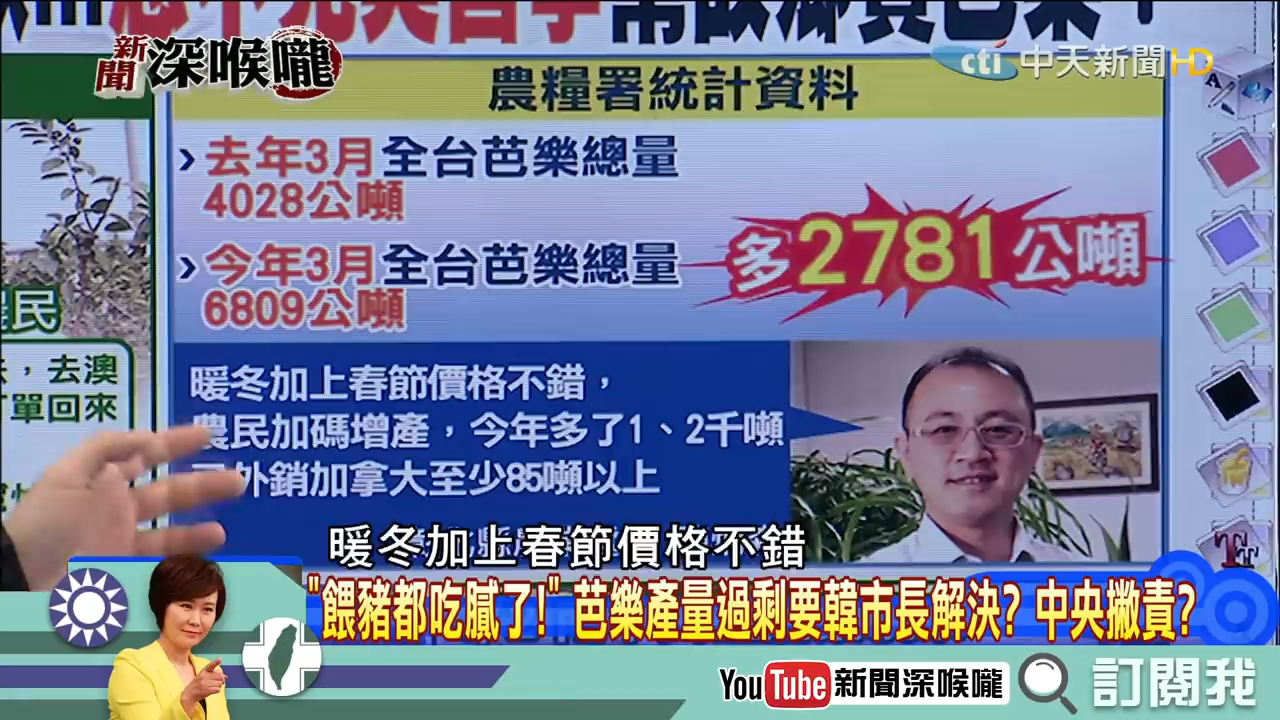 新聞深喉嚨
cti 中天新聞HD
農糧署統計資料
去年3月全台芭樂總量
4028公噸
今年3月全台芭樂總量
6809公噸
多2781公噸
民
，去澳
單回來
暖冬加上春節價格不錯，
農民加碼增產，今年多了1、2千噸
外銷加拿大至少85噸以上
暖冬加上春節價格不錯
"餵豬都吃膩了!" 芭樂產量過剩要韓市長解決? 中央撇責?
YouTube 新聞深喉嚨 訂閱我